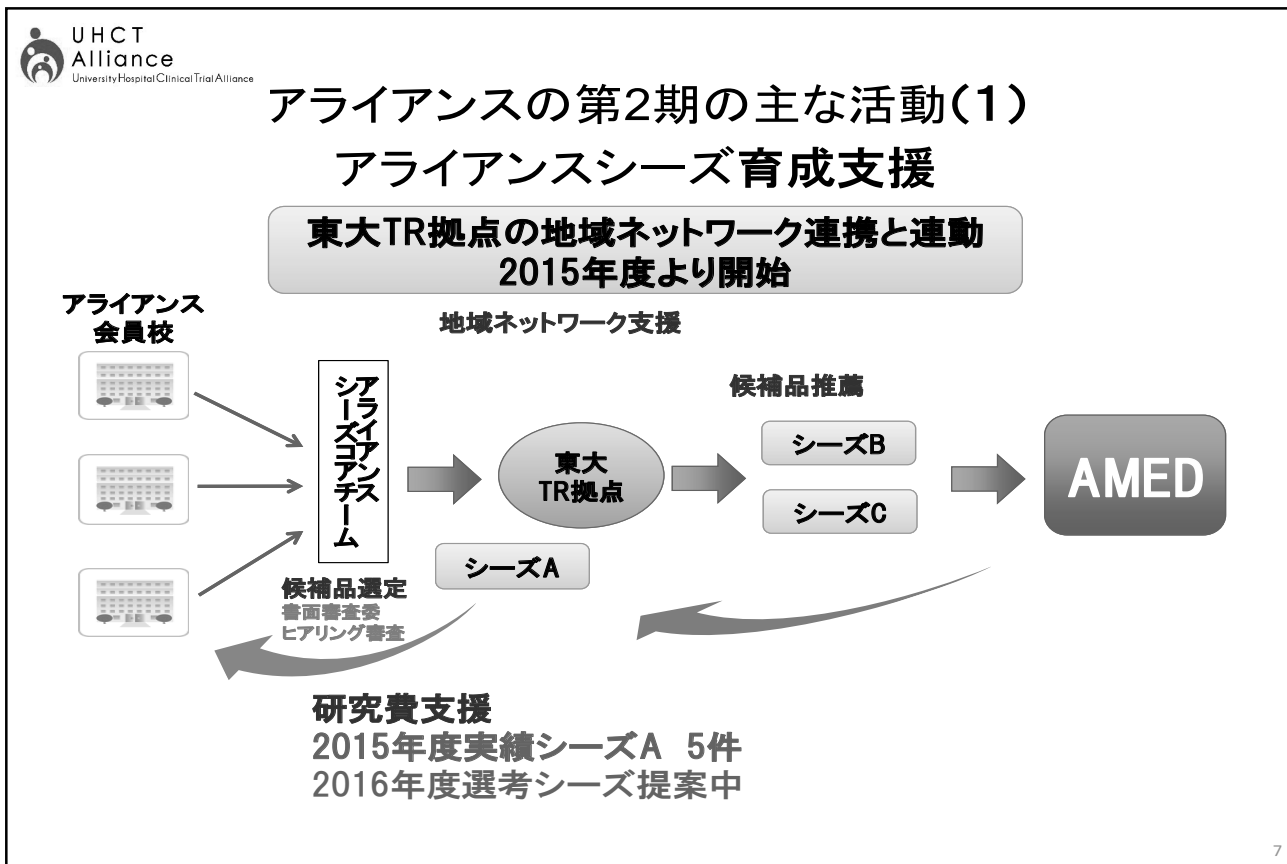 UHCT
Alliance
University Hospital Clinical Trial Alliance
アライアンスの第2期の主な活動(1)
アライアンスシーズ育成支援
東大TR拠点の地域ネットワーク連携と連動
2015年度より開始
アライアンス
会員校
地域ネットワーク支援
アライアンス
シーズコアチーム
東大
TR拠点
候補品推薦
シーズB
シーズC
AMED
シーズA
候補品選定
書面審査委
ヒアリング審査
研究費支援
2015年度実績シーズA 5件
2016年度選考シーズ提案中
7